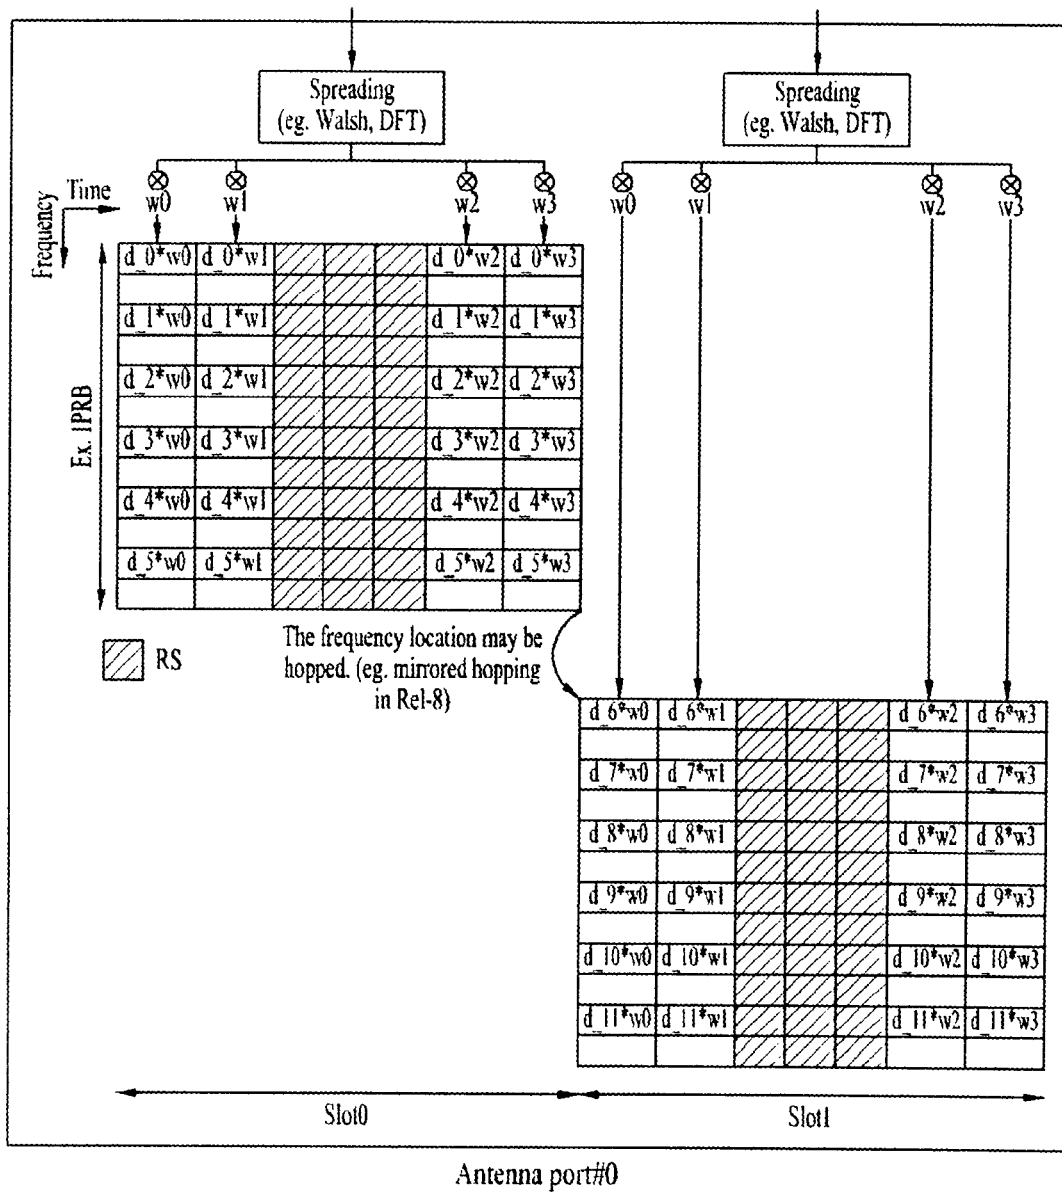 Spreading
(eg. Walsh, DFT)
Spreading
(eg. Walsh, DFT)
Time
Frequency
w0 w1 w2 w3
w0 w1 w2 w3
Ex. 1PRB
d_0*w0 d_0*w1 d_0*w2 d_0*w3
d_1*w0 d_1*w1 d_1*w2 d_1*w3
d_2*w0 d_2*w1 d_2*w2 d_2*w3
d_3*w0 d_3*w1 d_3*w2 d_3*w3
d_4*w0 d_4*w1 d_4*w2 d_4*w3
d_5*w0 d_5*w1 d_5*w2 d_5*w3
RS
The frequency location may be
hopped. (eg. mirrored hopping
in Rel-8)
d_6*w0 d_6*w1 d_6*w2 d_6*w3
d_7*w0 d_7*w1 d_7*w2 d_7*w3
d_8*w0 d_8*w1 d_8*w2 d_8*w3
d_9*w0 d_9*w1 d_9*w2 d_9*w3
d_10*w0 d_10*w1 d_10*w2 d_10*w3
d_11*w0 d_11*w1 d_11*w2 d_11*w3
Slot0 Slot1
Antenna port#0